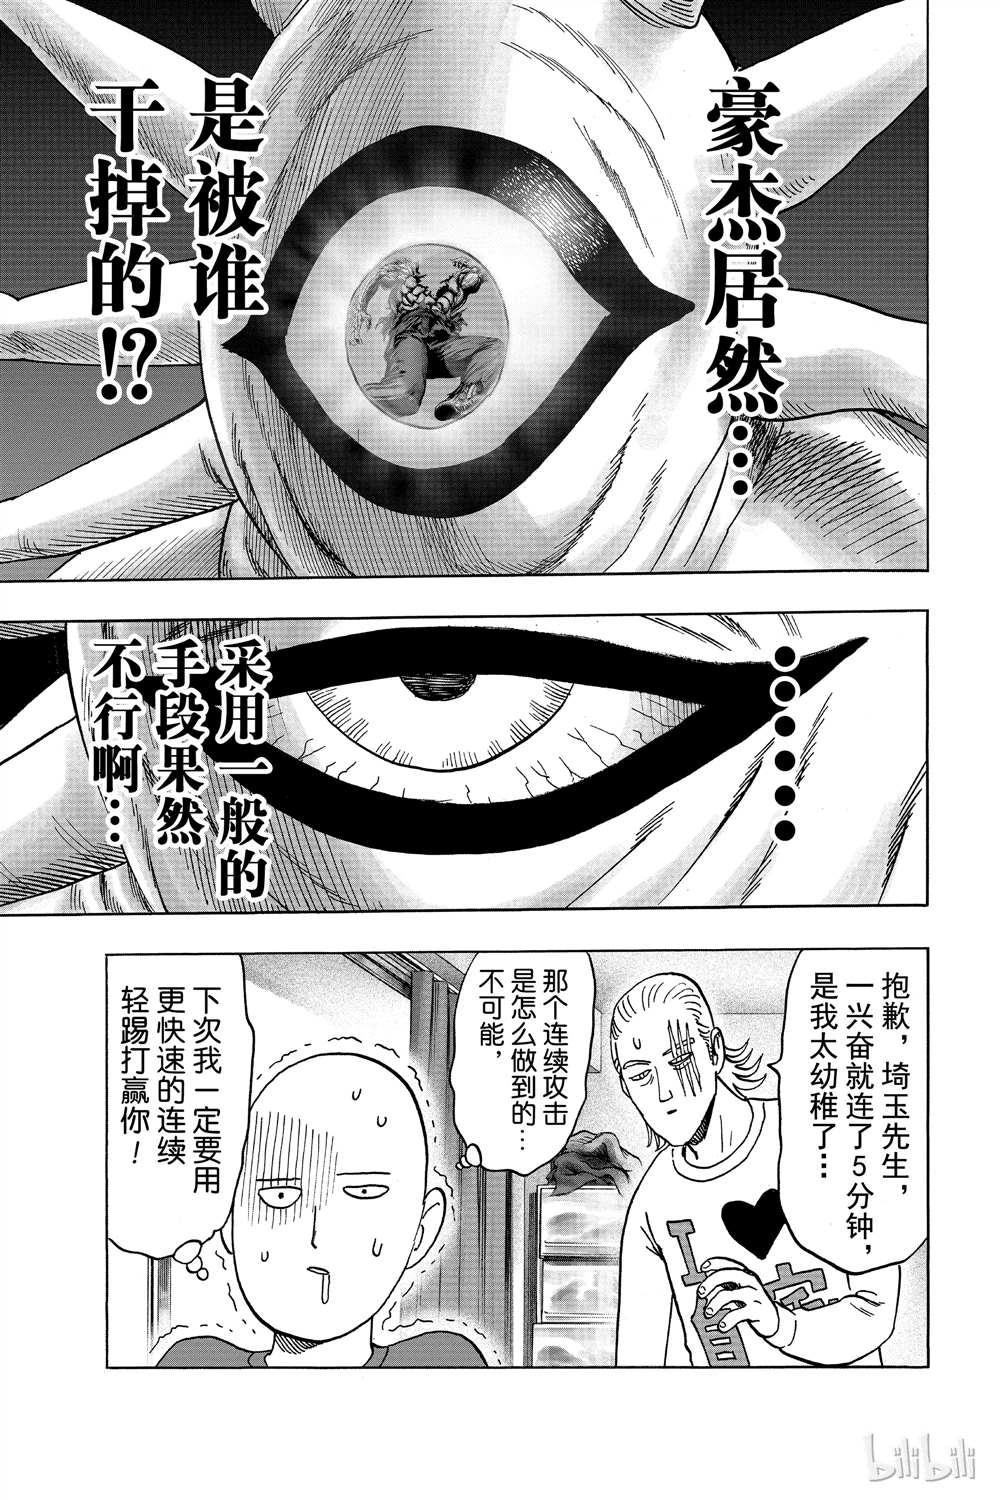 豪杰居然……
是被谁
干掉的!?
………
采用一般的
手段果然
不行啊…
抱歉，埼玉先生，
一兴奋就连了5分钟，
是我太幼稚了…
那个连续攻击
是怎么做到的…
不可能，
下次我一定要用
更快速的连续
轻踢打赢你！
bilibili